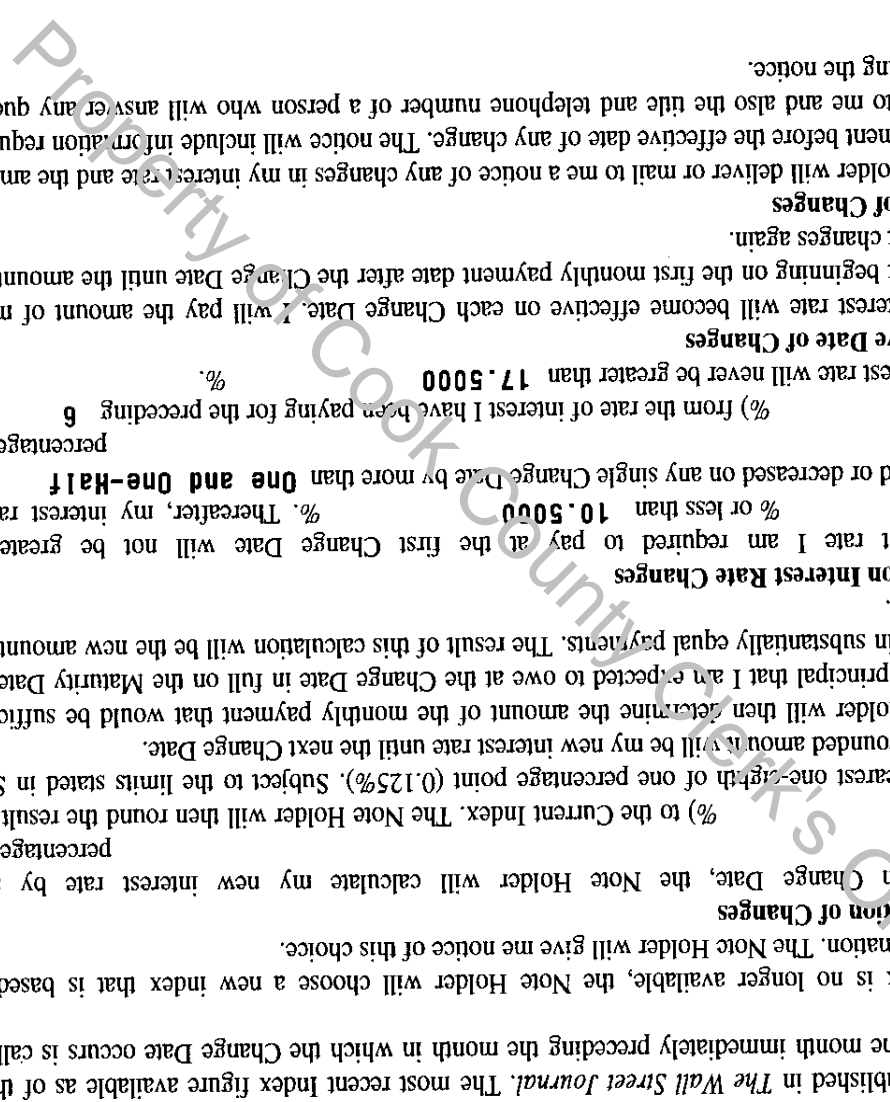 blished in The Wall Street Journal. The most recent Index figure available as of th
he month immediately preceding the month in which the Change Date occurs is call
x is no longer available, the Note Holder will choose a new index that is based
mation. The Note Holder will give me notice of this choice.
tion of Changes
h Change Date, the Note Holder will calculate my new interest rate by
percentage
%) to the Current Index. The Note Holder will then round the result
earest one-eighth of one percentage point (0.125%). Subject to the limits stated in S
ounded amount will be my new interest rate until the next Change Date.
older will then determine the amount of the monthly payment that would be suffic
principal that I am expected to owe at the Change Date in full on the Maturity Date
in substantially equal payments. The result of this calculation will be the new amount
.
on Interest Rate Changes
t rate I am required to pay at the first Change Date will not be greate
% or less than 10.5000 %. Thereafter, my interest ra
d or decreased on any single Change Date by more than One and One-Half
percentage
%) from the rate of interest I have been paying for the preceding 6
est rate will never be greater than 17.5000 %.
ve Date of Changes
terest rate will become effective on each Change Date. I will pay the amount of m
t beginning on the first monthly payment date after the Change Date until the amount
t changes again.
of Changes
older will deliver or mail to me a notice of any changes in my interest rate and the am
ment before the effective date of any change. The notice will include information requ
to me and also the title and telephone number of a person who will answer any que
ng the notice.
Property of Cook County Clerk's Of